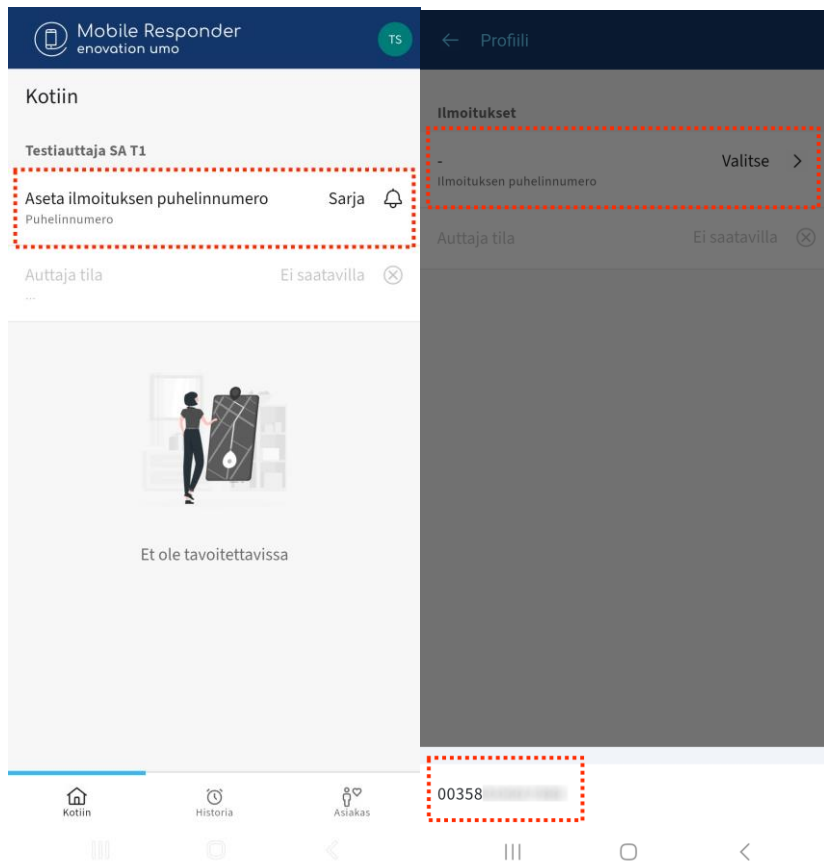 Mobile Responder
enovation umo
TS
Kotiin
Testiauttaja SA T1
Aseta ilmoituksen puhelinnumero Sarja
Puhelinnumero
Auttaja tila Ei saatavilla
...
Et ole tavoitettavissa
Kotiin Historia Asiakas
← Profiili
Ilmoitukset
- Valitse >
Ilmoituksen puhelinnumero
Auttaja tila Ei saatavilla
00358